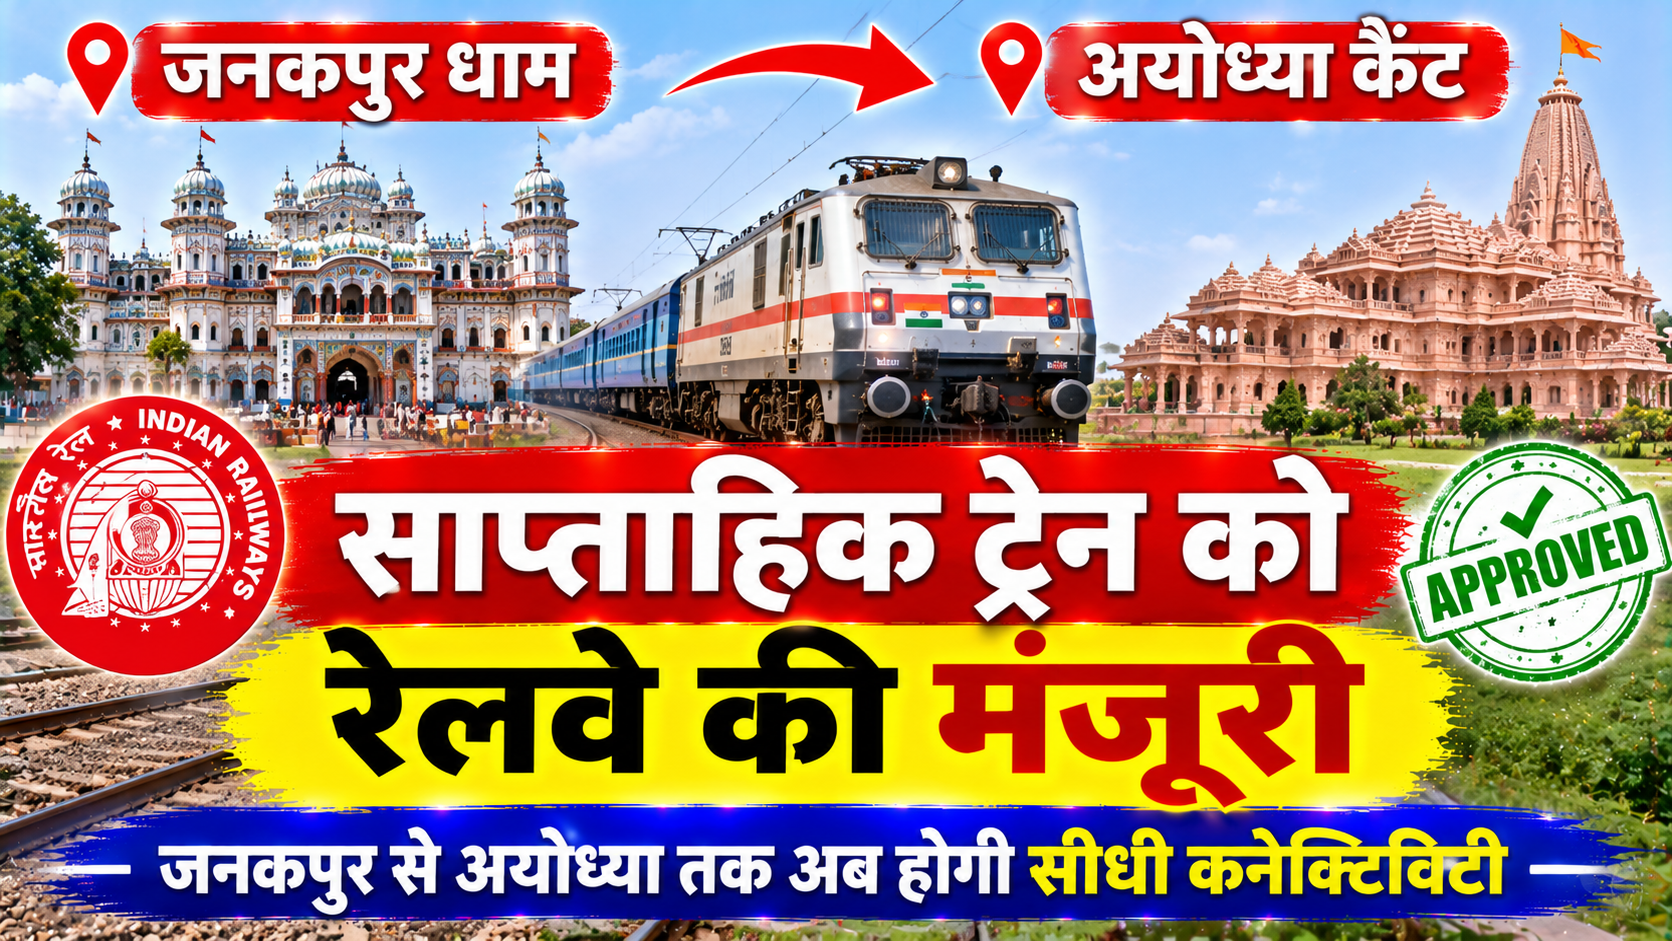 जनकपुर धाम
अयोध्या कैंट
भारतीय रेल ★ INDIAN RAILWAYS
साप्ताहिक ट्रेन को
APPROVED
रेलवे की मंजूरी
जनकपुर से अयोध्या तक अब होगी सीधी कनेक्टिविटी